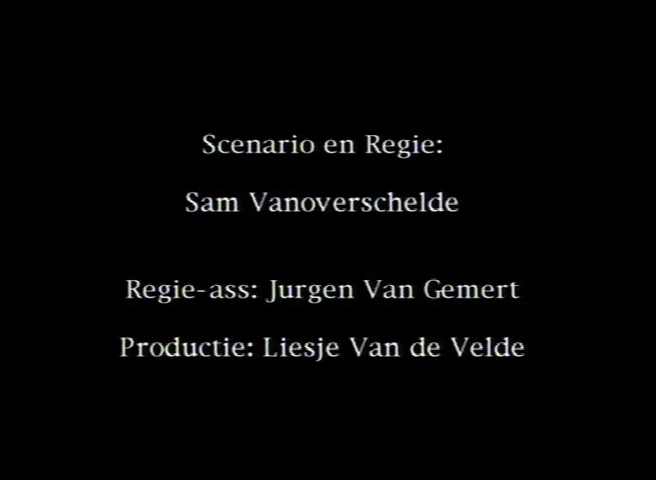 Scenario en Regie:
Sam Vanoverschelde
Regie-ass: Jurgen Van Gemert
Productie: Liesje Van de Velde